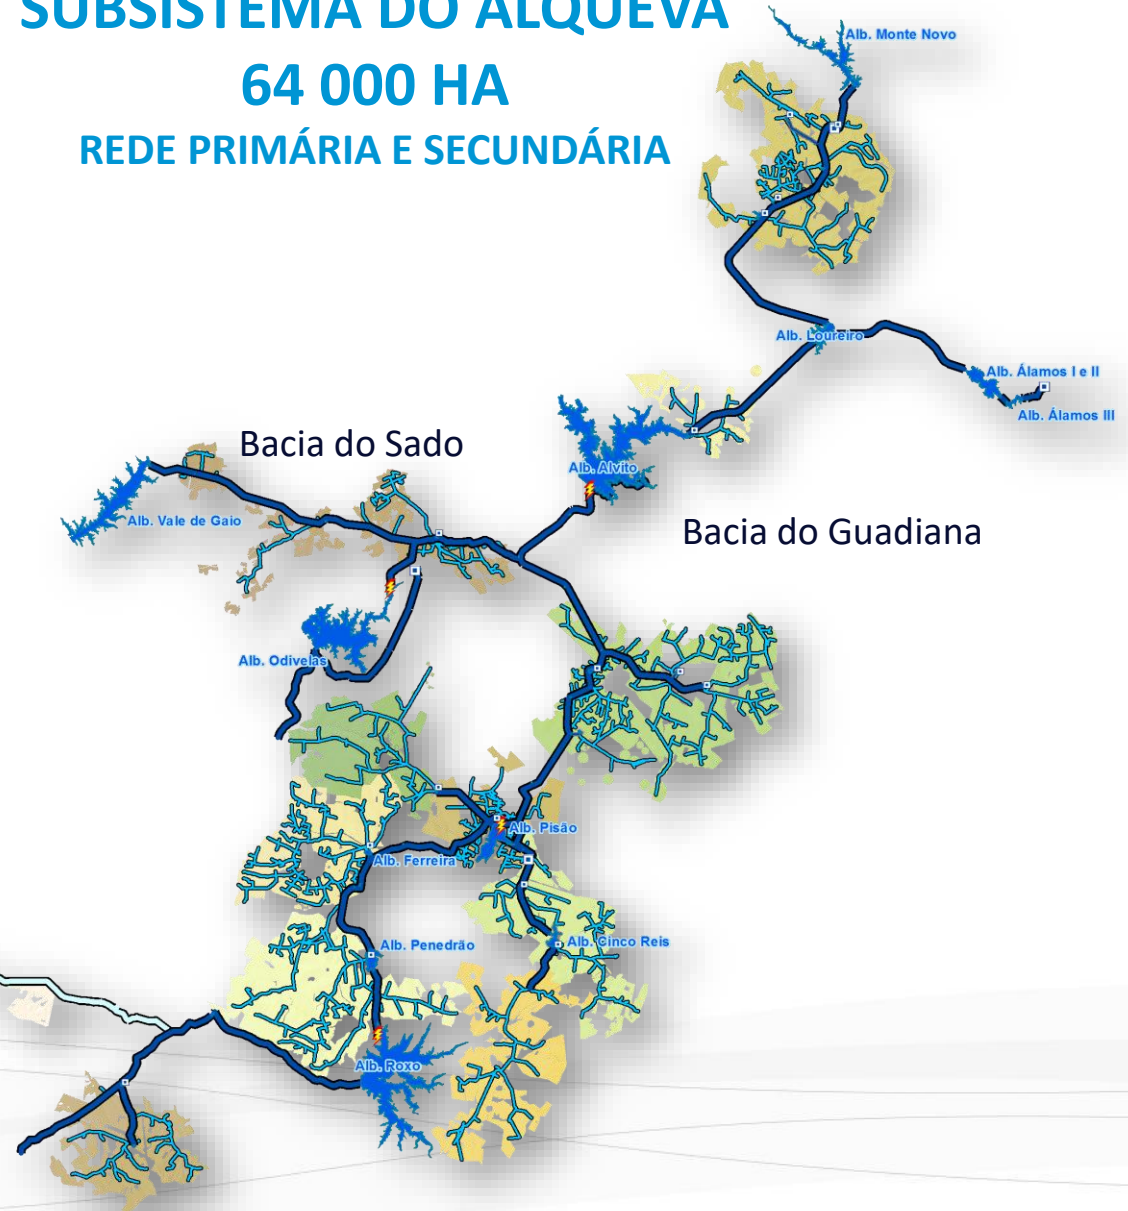 SUBSISTEMA DO ALQUEVA
64 000 HA
REDE PRIMÁRIA E SECUNDÁRIA
Alb. Monte Novo
Alb. Loureiro
Alb. Álamos I e II
Alb. Álamos III
Bacia do Sado
Alb. Alvito
Alb. Vale de Gaio
Bacia do Guadiana
Alb. Odivelas
Alb. Pisão
Alb. Ferreira
Alb. Penedrão
Alb. Cinco Reis
Alb. Roxo